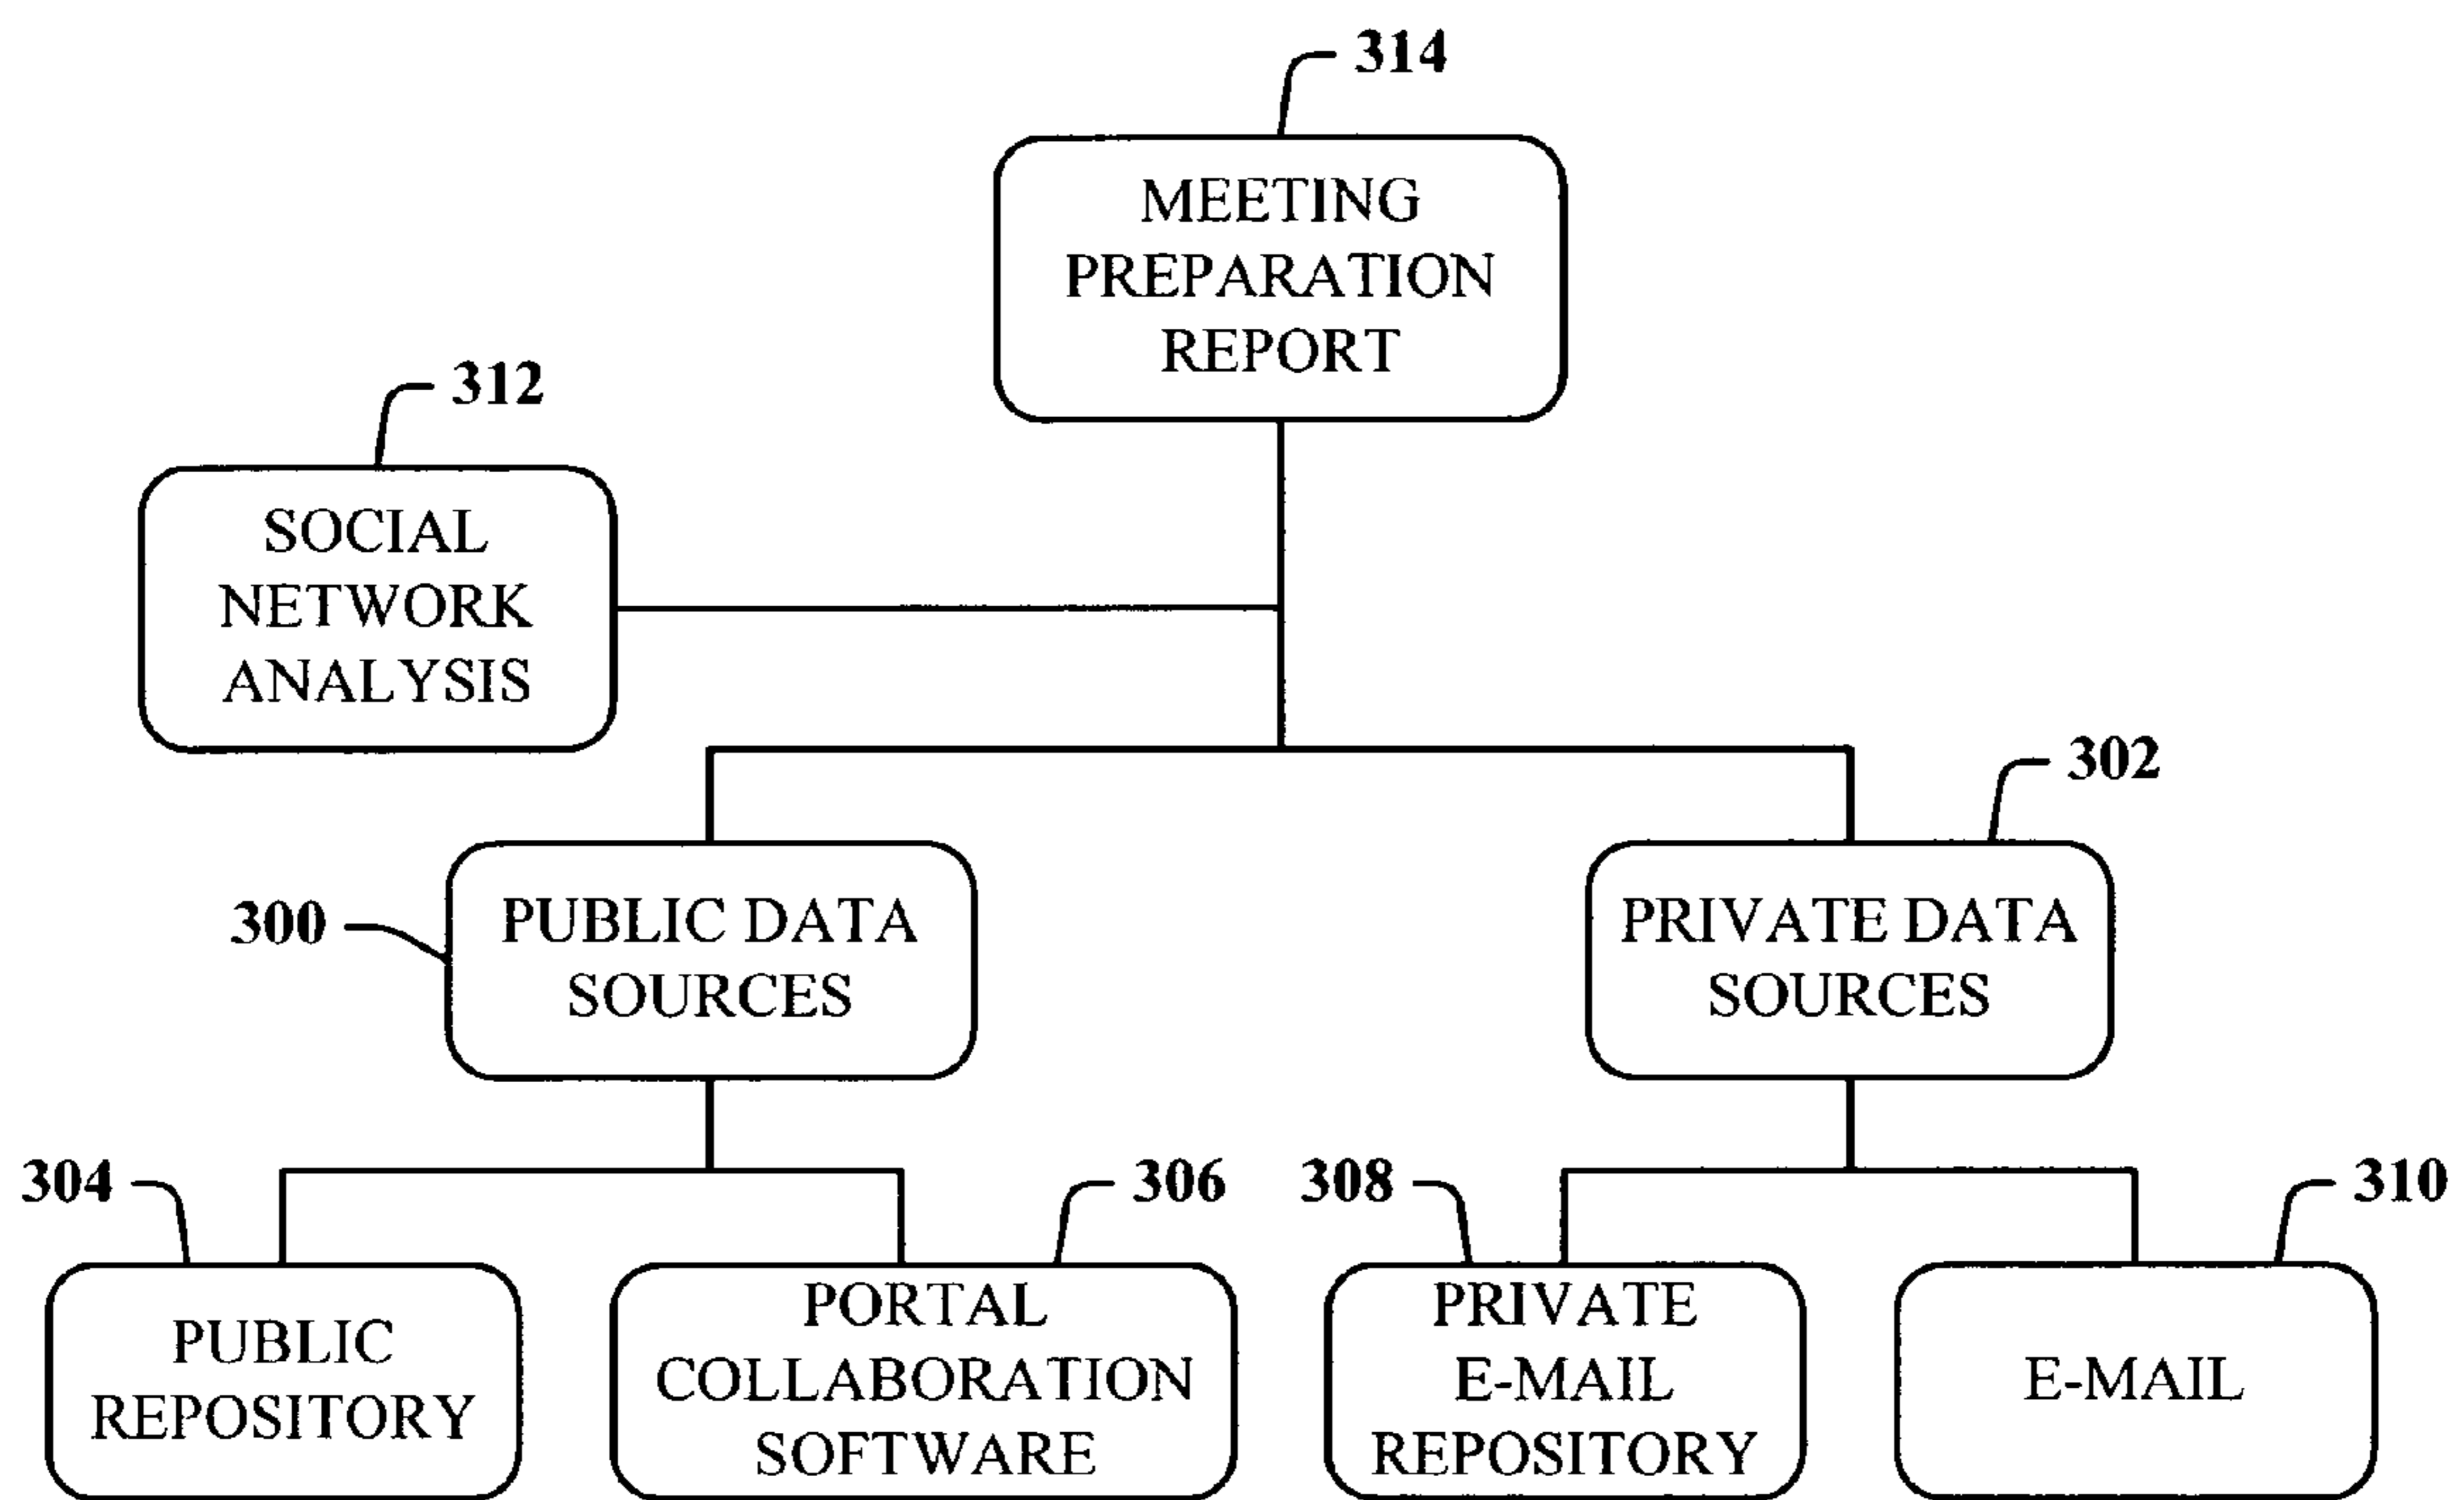 314
MEETING
PREPARATION
REPORT
312
SOCIAL
NETWORK
ANALYSIS
302
300
PUBLIC DATA
SOURCES
PRIVATE DATA
SOURCES
304
306
308
310
PUBLIC
REPOSITORY
PORTAL
COLLABORATION
SOFTWARE
PRIVATE
E-MAIL
REPOSITORY
E-MAIL